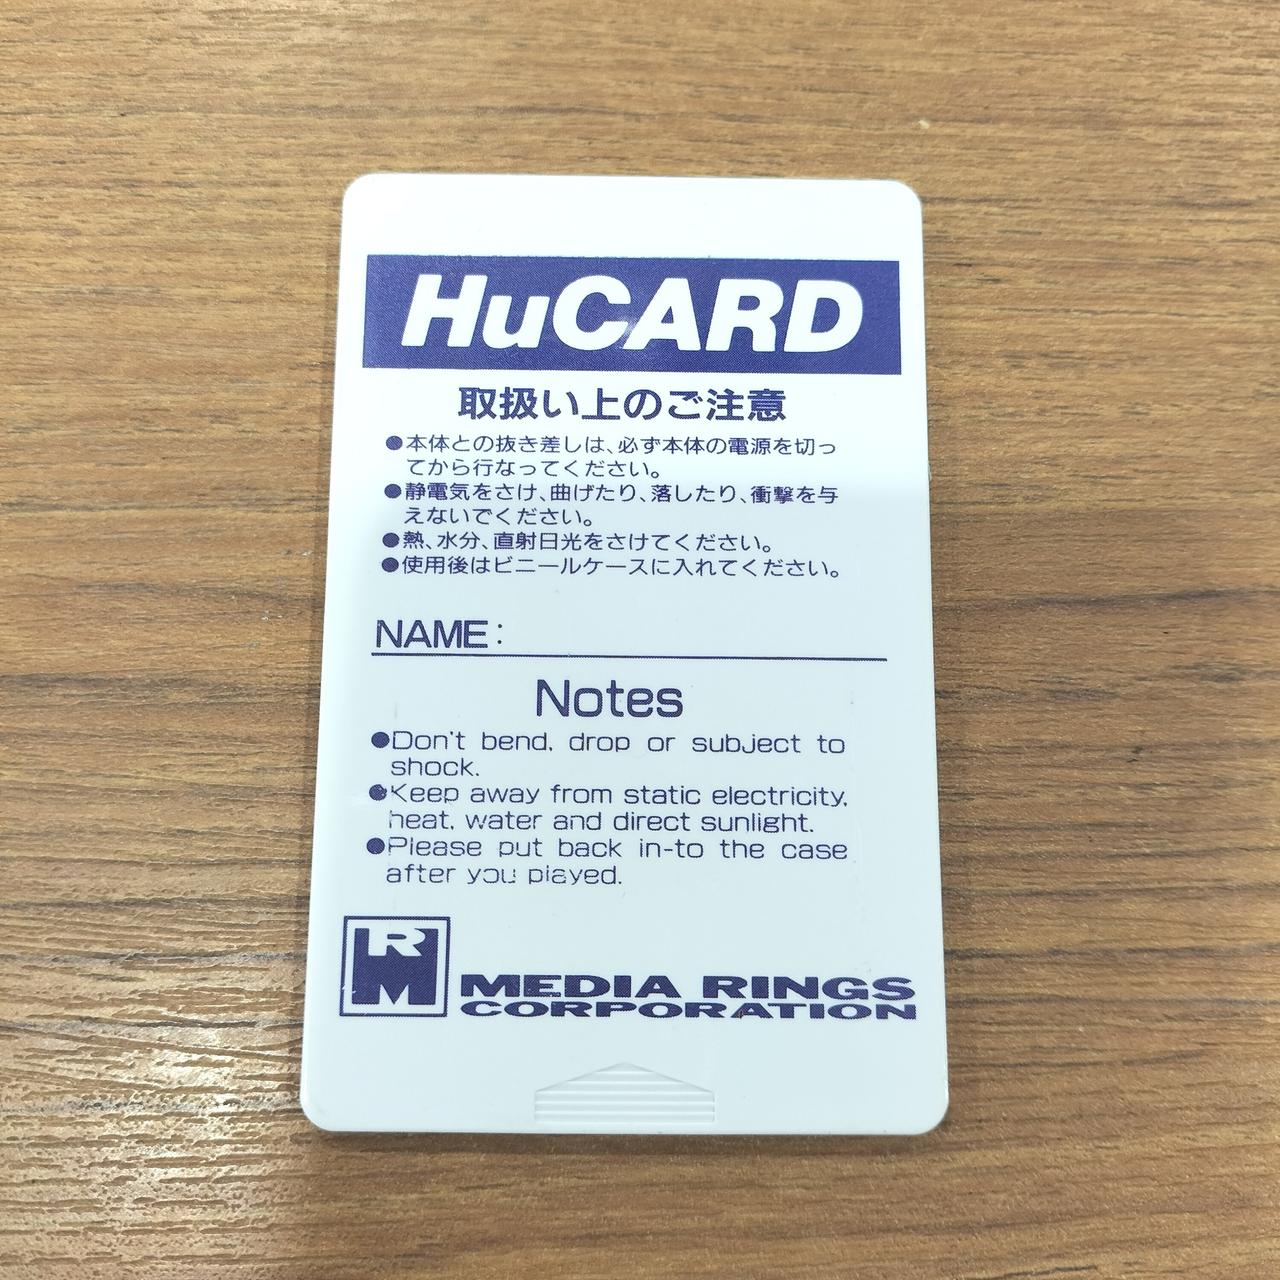 HuCARD
取扱い上のご注意
●本体との抜き差しは、必ず本体の電源を切っ
てから行なってください。
●静電気をさけ、曲げたり、落したり、衝撃を与
えないでください。
●熱、水分、直射日光をさけてください。
●使用後はビニールケースに入れてください。
NAME:
Notes
●Don't bend, drop or subject to
shock.
●Keep away from static electricity,
heat, water and direct sunlight.
●Please put back in-to the case
after you played.
RM
MEDIA RINGS
CORPORATION